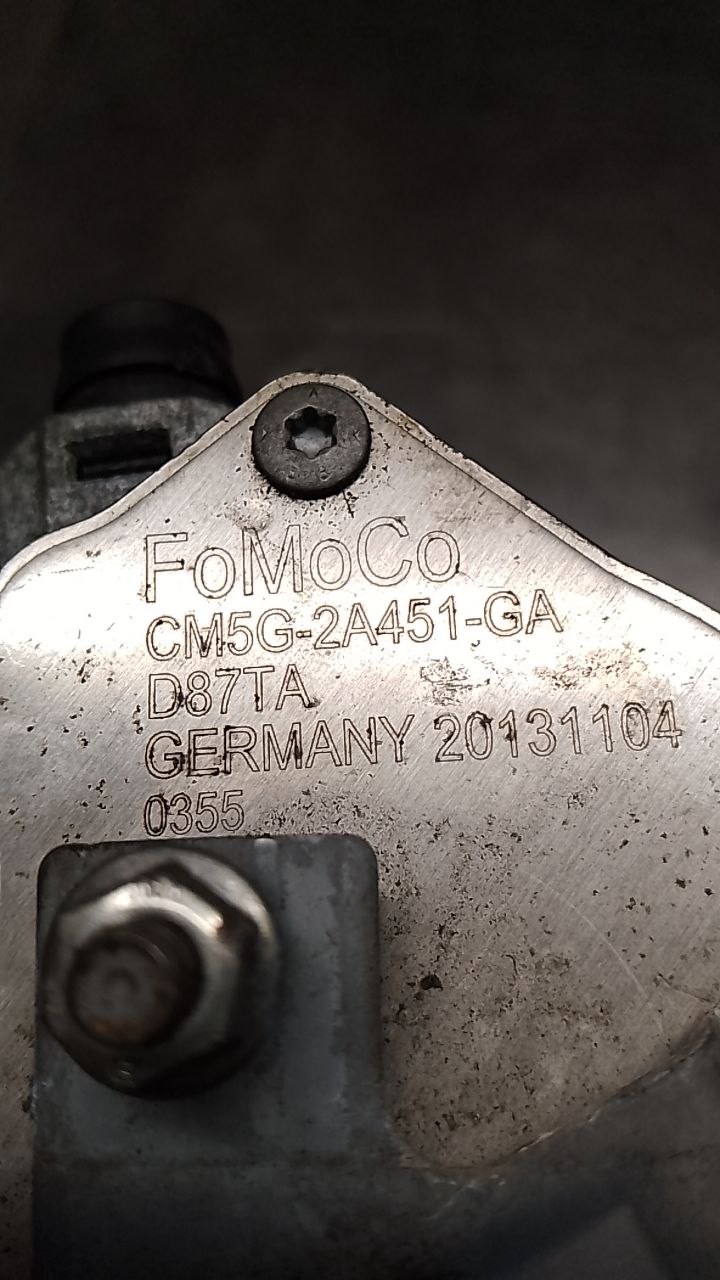 FoMoCo
CM5G-2A451-GA
D87TA
GERMANY 20131104
0355